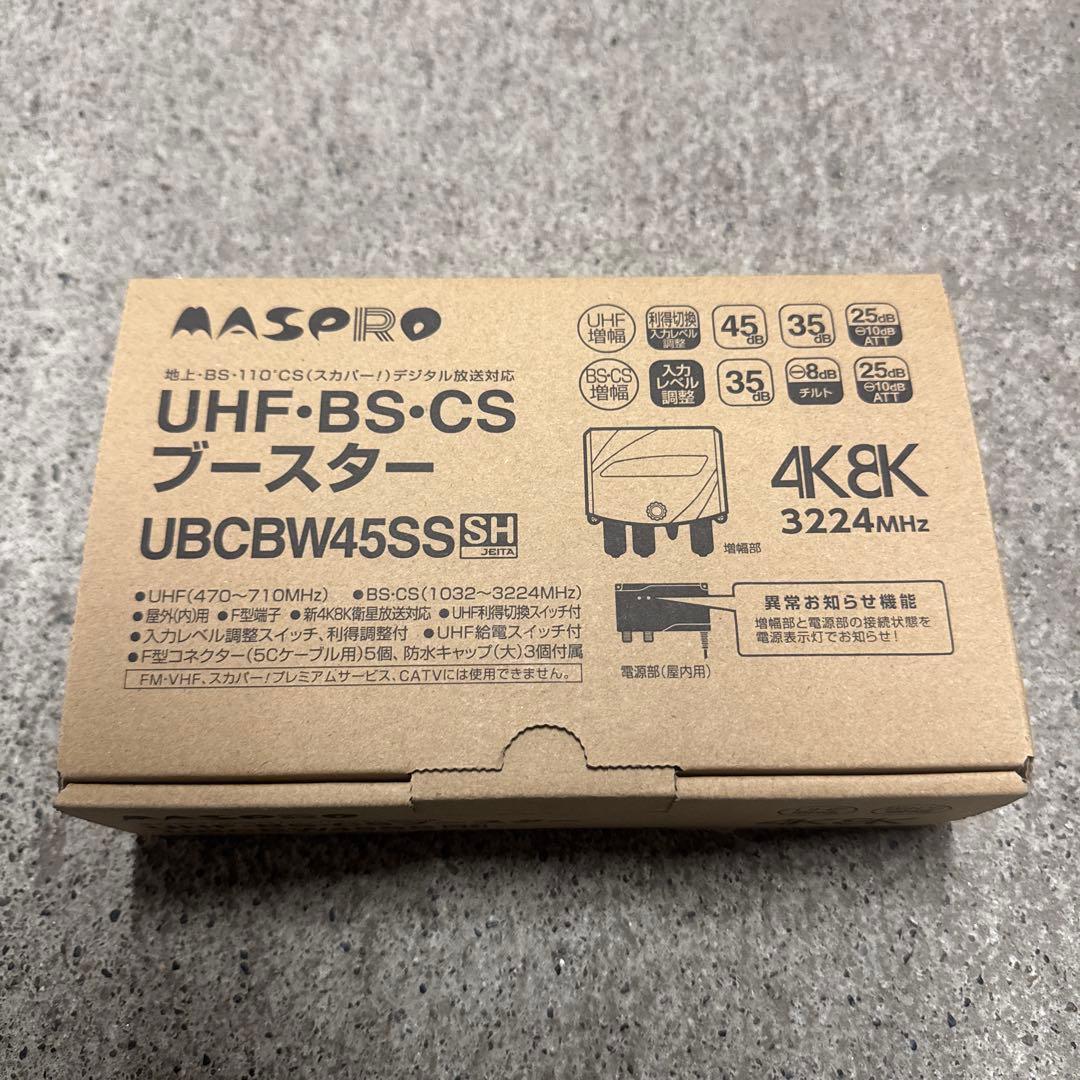 MASPRO
地上・BS・110°CS(スカパー!)デジタル放送対応
UHF・BS・CS
ブースター
UBCBW45SS SH JEITA
●UHF(470〜710MHz) ●BS・CS(1032〜3224MHz)
●屋外(内)用 ●F型端子 ●新4K8K衛星放送対応 ●UHF利得切換スイッチ付
●入力レベル調整スイッチ、利得調整付 ●UHF給電スイッチ付
●F型コネクター(5Cケーブル用)5個、防水キャップ(大)3個付属
FM・VHF、スカパー!プレミアムサービス、CATVには使用できません。
UHF増幅 利得切換 入力レベル調整 45dB 35dB 25dB ⊖10dB ATT
BS・CS増幅 入力レベル調整 35dB ⊖8dB チルト 25dB ⊖10dB ATT
4K8K
3224MHz
増幅部
異常お知らせ機能
増幅部と電源部の接続状態を
電源表示灯でお知らせ!
電源部(屋内用)
MASPRO